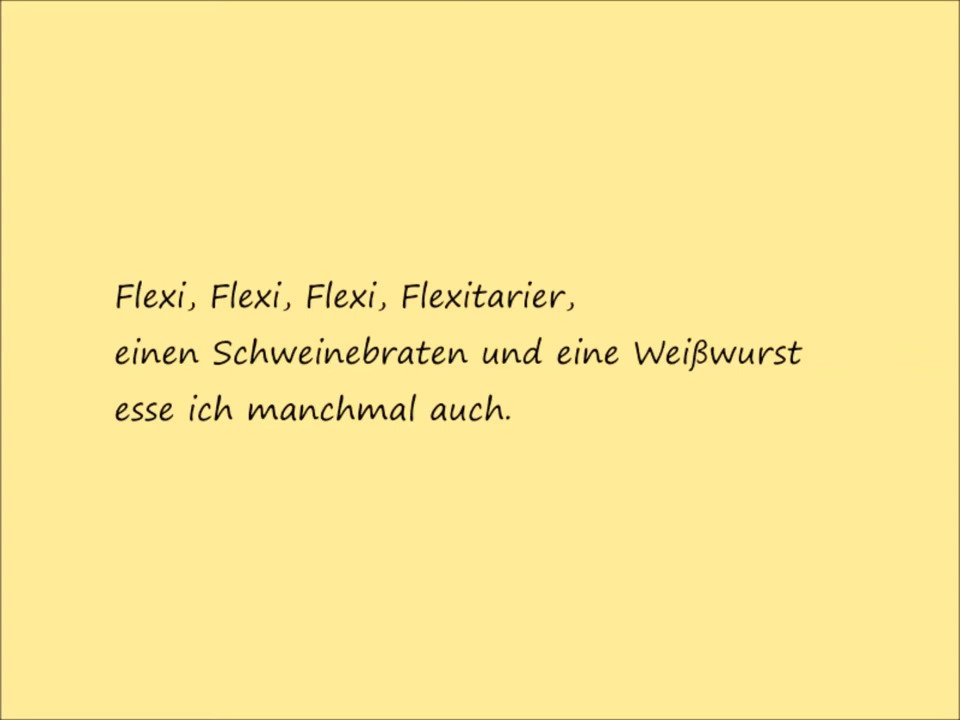 Flexi, Flexi, Flexi, Flexitarier,
einen Schweinebraten und eine Weißwurst
esse ich manchmal auch.